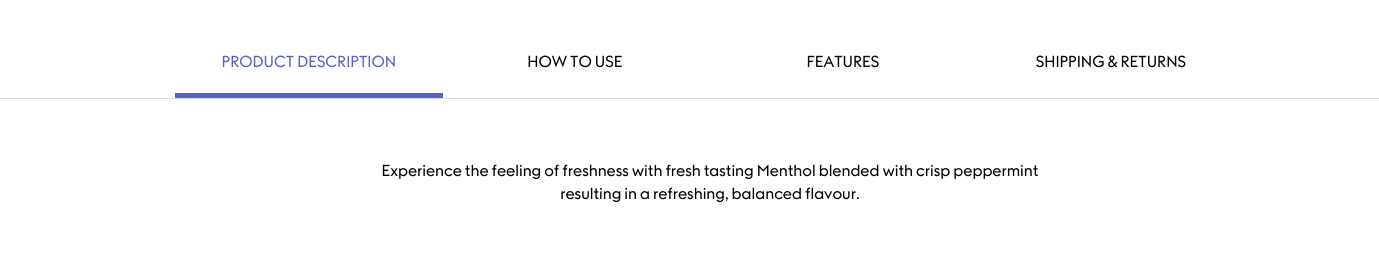 PRODUCT DESCRIPTION
HOW TO USE
FEATURES
SHIPPING & RETURNS
Experience the feeling of freshness with fresh tasting Menthol blended with crisp peppermint
resulting in a refreshing, balanced flavour.